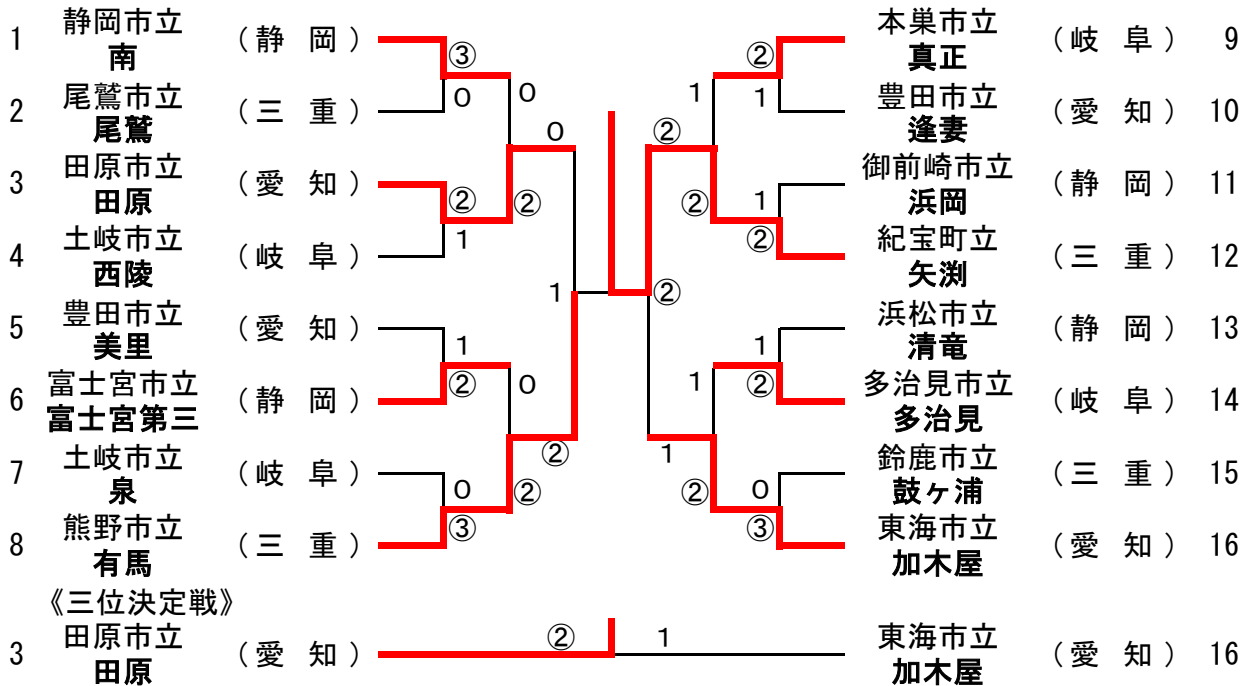 1 静岡市立 南 (静 岡) ③
2 尾鷲市立 尾鷲 (三 重) 0 0
0
3 田原市立 田原 (愛 知) ② ②
4 土岐市立 西陵 (岐 阜) 1
1
5 豊田市立 美里 (愛 知) 1
6 富士宮市立 富士宮第三 (静 岡) ② 0
②
7 土岐市立 泉 (岐 阜) 0 ②
8 熊野市立 有馬 (三 重) ③
② 本巣市立 真正 (岐 阜) 9
1 1 豊田市立 逢妻 (愛 知) 10
②
1 御前崎市立 浜岡 (静 岡) 11
② ② 紀宝町立 矢渕 (三 重) 12
②
1 浜松市立 清竜 (静 岡) 13
1 ② 多治見市立 多治見 (岐 阜) 14
1
② 0 鈴鹿市立 鼓ヶ浦 (三 重) 15
③ 東海市立 加木屋 (愛 知) 16
《三位決定戦》
3 田原市立 田原 (愛 知) ② 1 東海市立 加木屋 (愛 知) 16